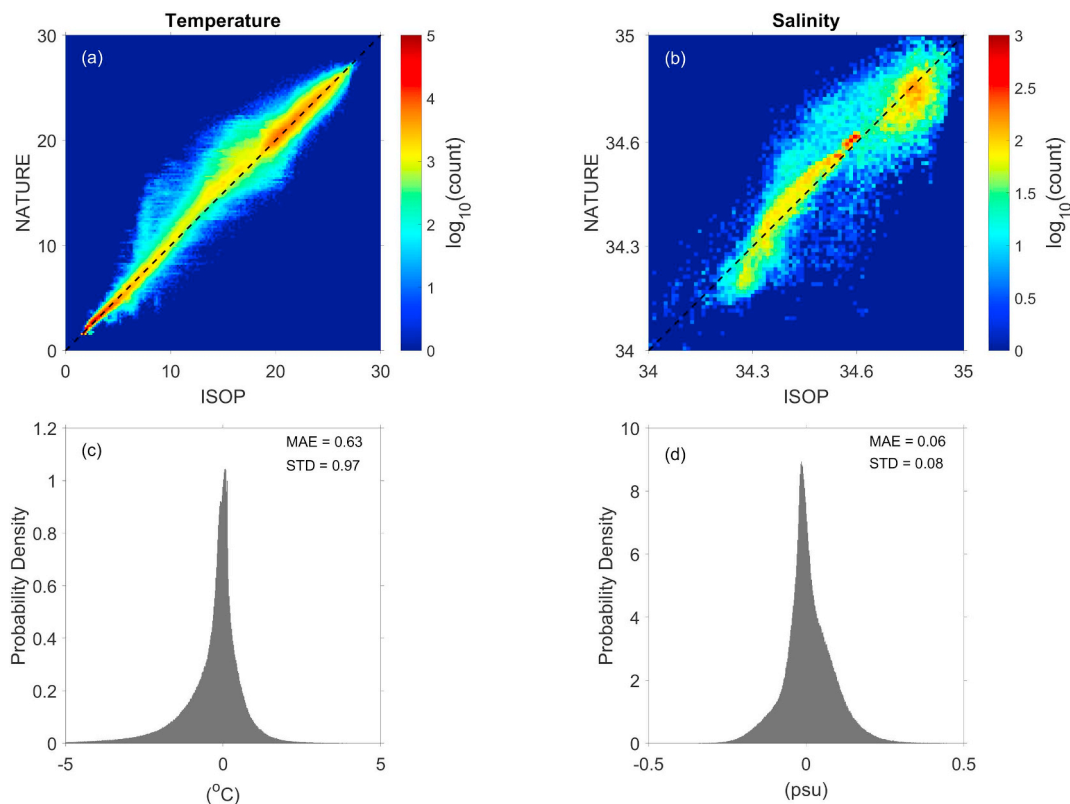 Temperature
Salinity
(a)
30
20
10
0
NATURE
0
10
20
30
ISOP
5
4
3
2
1
0
log10(count)
(b)
35
34.6
34.3
34
NATURE
34
34.3
34.6
35
ISOP
3
2.5
2
1.5
1
0.5
0
log10(count)
(c)
MAE = 0.63
STD = 0.97
1.2
1
0.8
0.6
0.4
0.2
0
Probability Density
-5
0
5
(°C)
(d)
MAE = 0.06
STD = 0.08
10
8
6
4
2
0
Probability Density
-0.5
0
0.5
(psu)